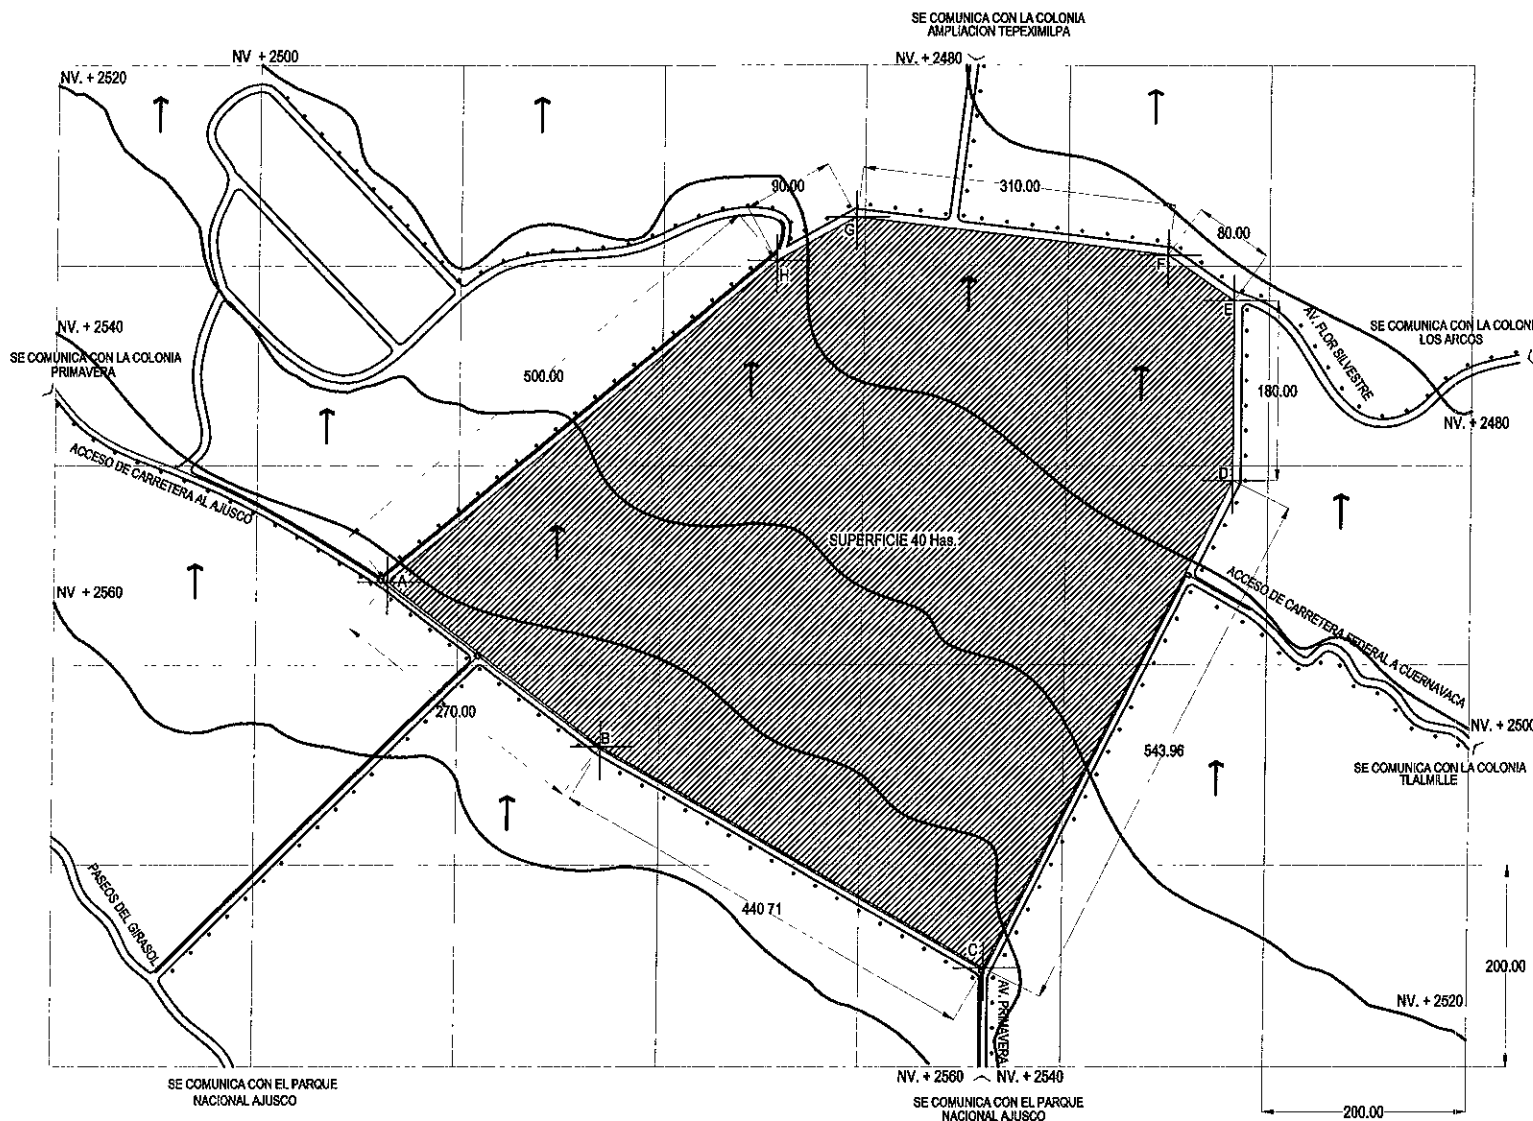 SE COMUNICA CON LA COLONIA
AMPLIACION TEPEXIMILPA
NV + 2500
NV. + 2480
NV. + 2520
90.00
310.00
G
80.00
F
H
E
AV. FLOR SILVESTRE
NV. + 2540
SE COMUNICA CON LA COLONI
LOS ARCOS
SE COMUNICA CON LA COLONIA
PRIMAVERA
500.00
180.00
NV. + 2480
ACCESO DE CARRETERA AL AJUSCO
D
SUPERFICIE 40 Has.
A
ACCESO DE CARRETERA FEDERAL A CUERNAVACA
NV + 2560
270.00
B
NV. + 2500
543.96
SE COMUNICA CON LA COLONIA
TLALMILLE
PASEOS DEL GIRASOL
440 71
C
200.00
AV. PRIMAVERA
NV. + 2520
NV. + 2560
NV. + 2540
SE COMUNICA CON EL PARQUE
NACIONAL AJUSCO
SE COMUNICA CON EL PARQUE
NACIONAL AJUSCO
200.00